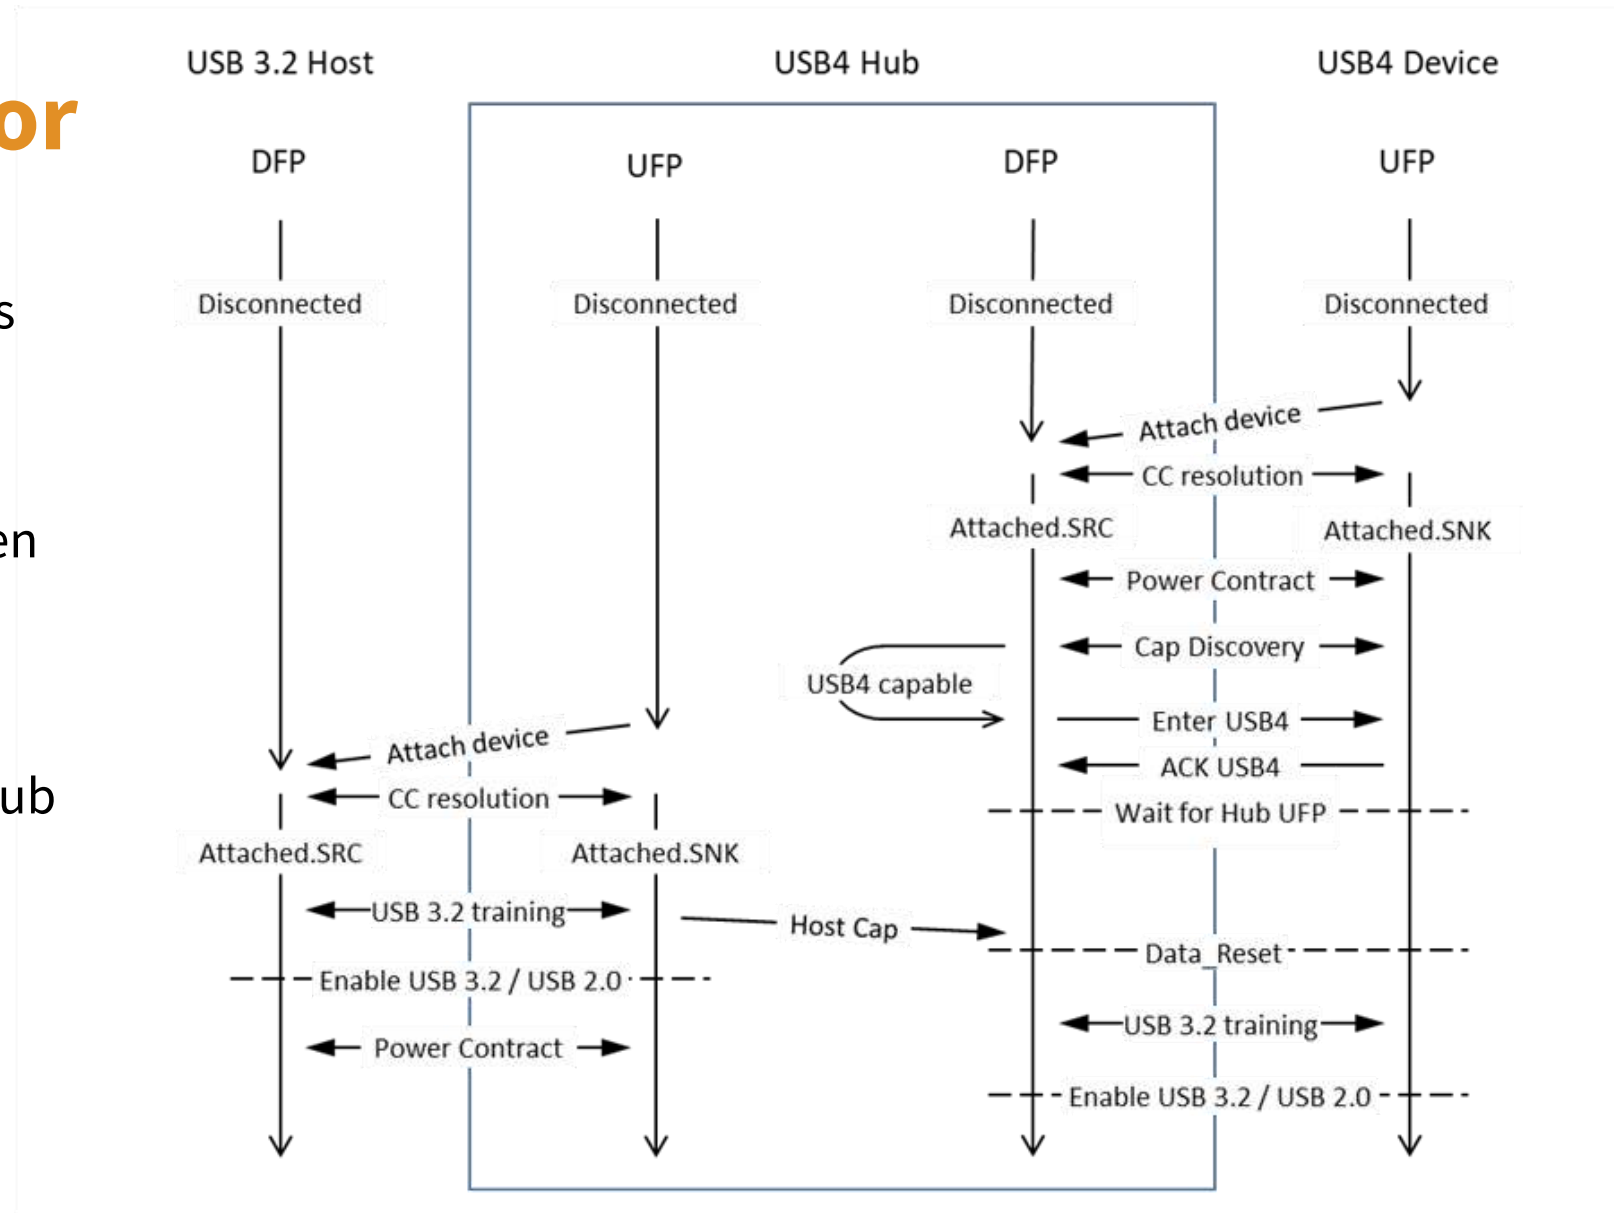 USB 3.2 Host
USB4 Hub
USB4 Device
or
DFP
UFP
DFP
UFP
Disconnected
Disconnected
Disconnected
Disconnected
s
Attach device
CC resolution
Attached.SRC
Attached.SNK
en
Power Contract
Cap Discovery
USB4 capable
Enter USB4
Attach device
ACK USB4
CC resolution
ub
Wait for Hub UFP
Attached.SRC
Attached.SNK
USB 3.2 training
Host Cap
Data_Reset
Enable USB 3.2 / USB 2.0
USB 3.2 training
Power Contract
Enable USB 3.2 / USB 2.0